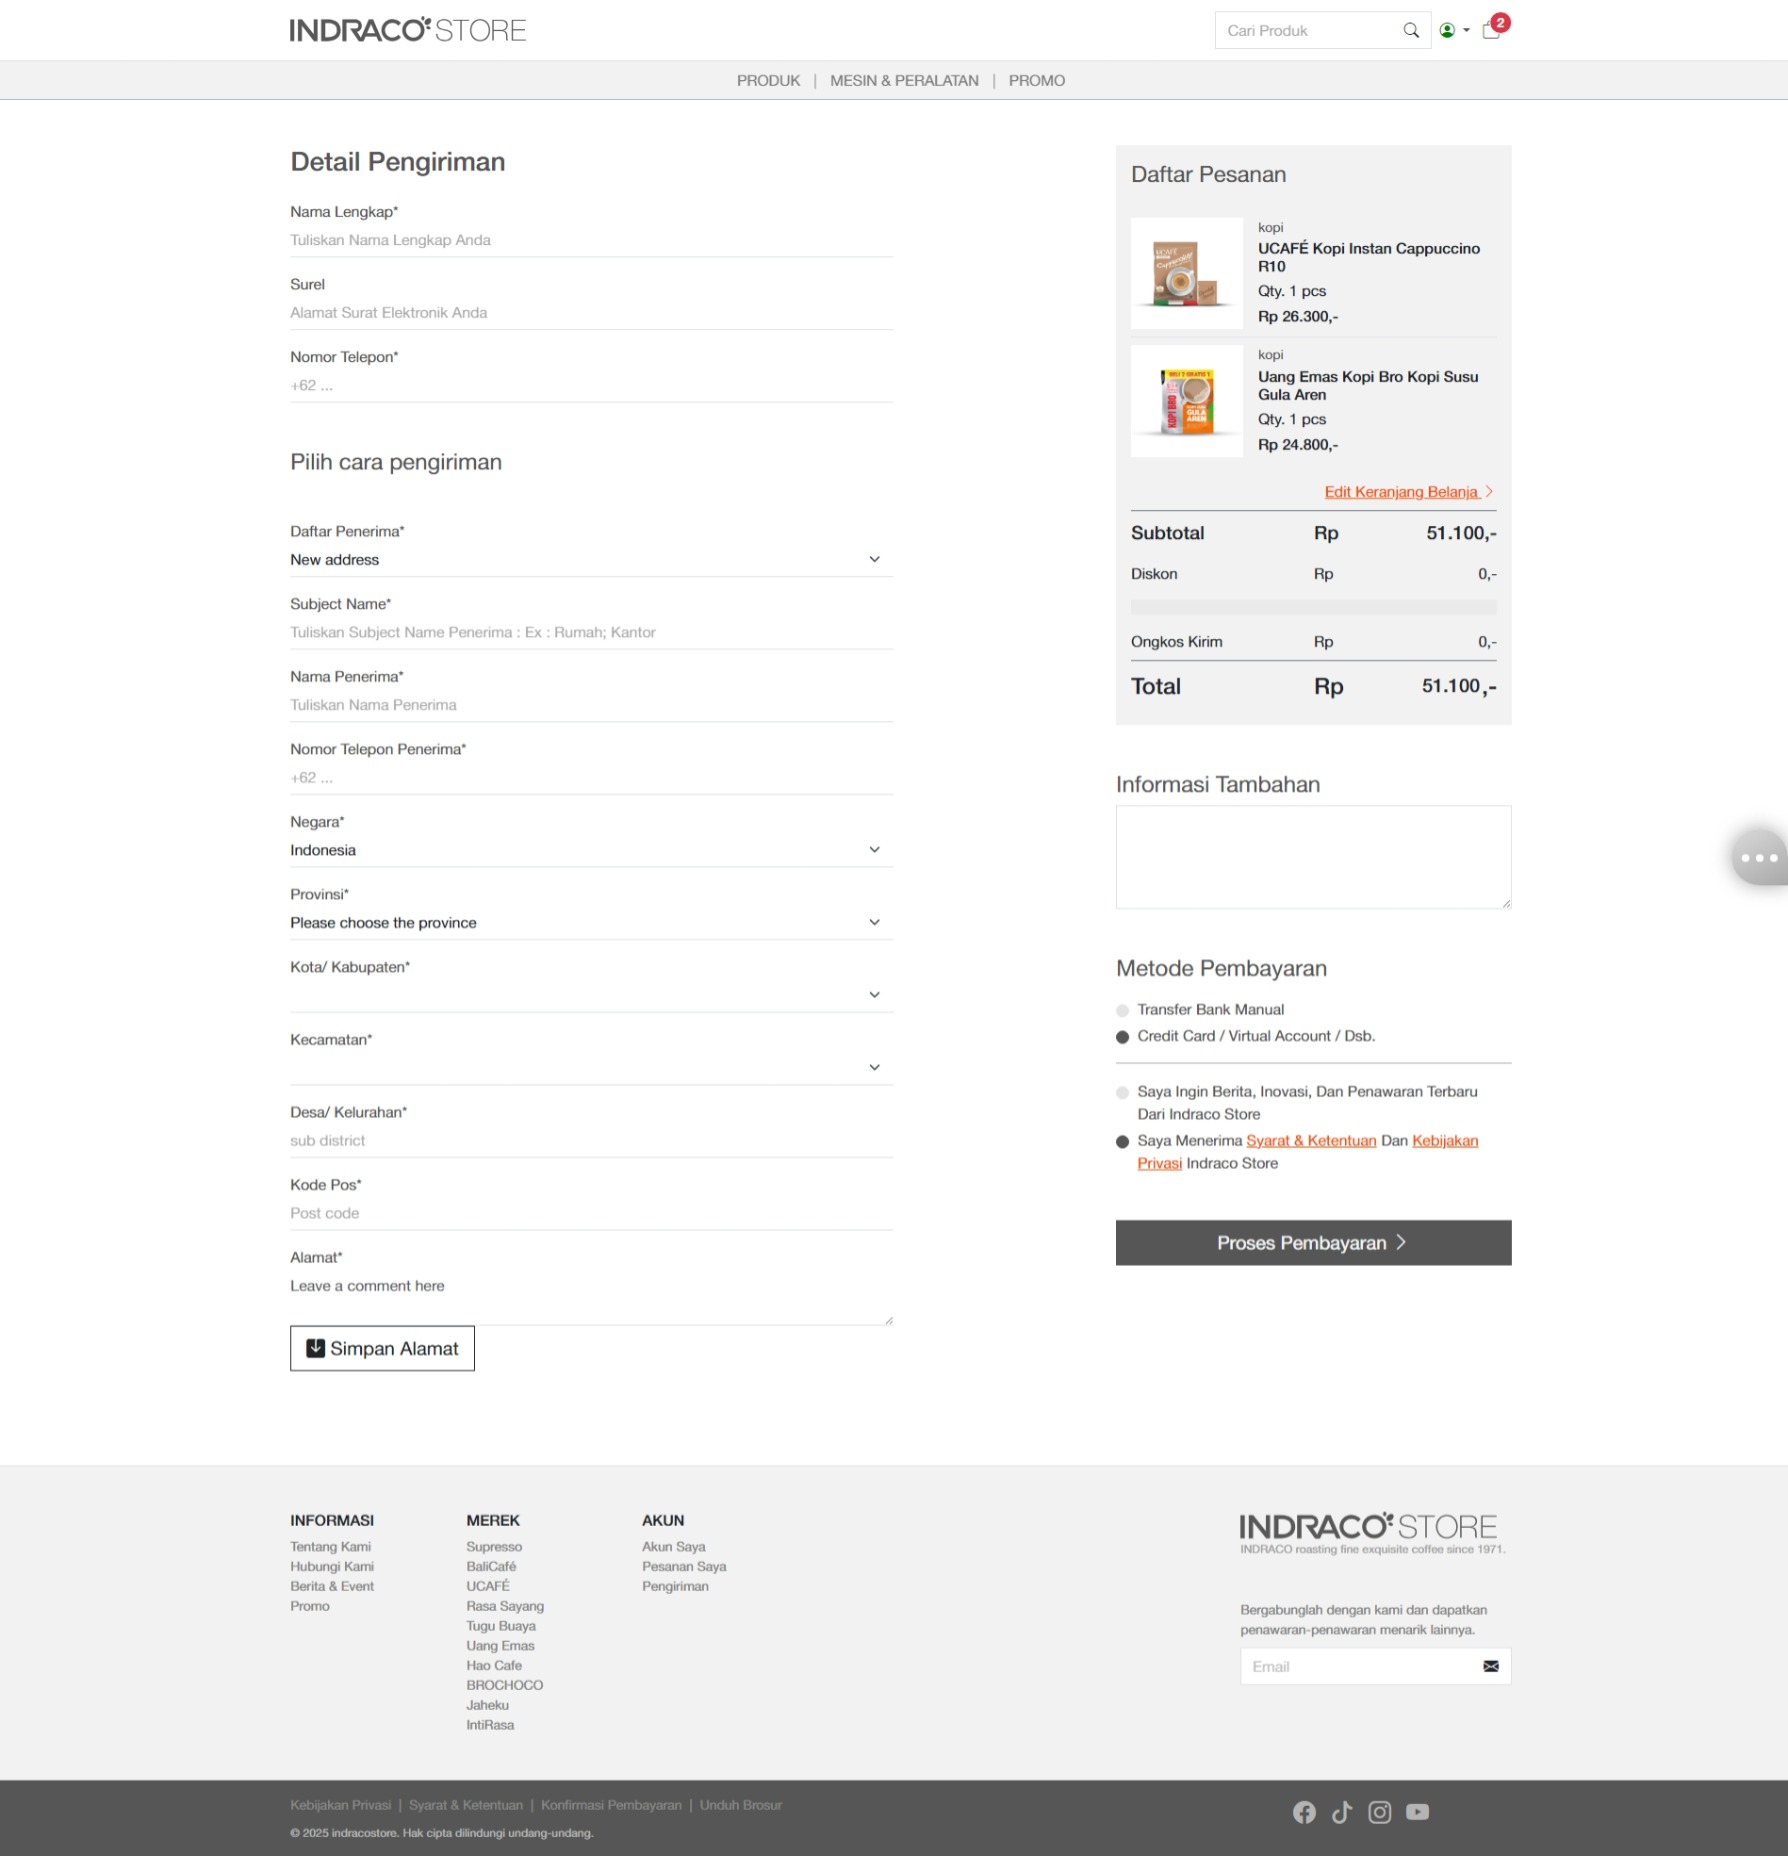 INDRACO STORE
Cari Produk
2
PRODUK | MESIN & PERALATAN | PROMO
Detail Pengiriman
Nama Lengkap*
Tuliskan Nama Lengkap Anda
Surel
Alamat Surat Elektronik Anda
Nomor Telepon*
+62 ...
Pilih cara pengiriman
Daftar Penerima*
New address
Subject Name*
Tuliskan Subject Name Penerima : Ex : Rumah; Kantor
Nama Penerima*
Tuliskan Nama Penerima
Nomor Telepon Penerima*
+62 ...
Negara*
Indonesia
Provinsi*
Please choose the province
Kota/ Kabupaten*
Kecamatan*
Desa/ Kelurahan*
sub district
Kode Pos*
Post code
Alamat*
Leave a comment here
Simpan Alamat
Daftar Pesanan
UCAFÉ
Cappuccino
kopi
UCAFÉ Kopi Instan Cappuccino
R10
Qty. 1 pcs
Rp 26.300,-
BELI 2 GRATIS 1
KOPI BRO
GULA
AREN
kopi
Uang Emas Kopi Bro Kopi Susu
Gula Aren
Qty. 1 pcs
Rp 24.800,-
Edit Keranjang Belanja
Subtotal Rp 51.100,-
Diskon Rp 0,-
Ongkos Kirim Rp 0,-
Total Rp 51.100,-
Informasi Tambahan
Metode Pembayaran
Transfer Bank Manual
Credit Card / Virtual Account / Dsb.
Saya Ingin Berita, Inovasi, Dan Penawaran Terbaru
Dari Indraco Store
Saya Menerima Syarat & Ketentuan Dan Kebijakan
Privasi Indraco Store
Proses Pembayaran
INFORMASI
Tentang Kami
Hubungi Kami
Berita & Event
Promo
MEREK
Supresso
BaliCafé
UCAFÉ
Rasa Sayang
Tugu Buaya
Uang Emas
Hao Cafe
BROCHOCO
Jaheku
IntiRasa
AKUN
Akun Saya
Pesanan Saya
Pengiriman
INDRACO STORE
INDRACO roasting fine exquisite coffee since 1971.
Bergabunglah dengan kami dan dapatkan
penawaran-penawaran menarik lainnya.
Email
Kebijakan Privasi | Syarat & Ketentuan | Konfirmasi Pembayaran | Unduh Brosur
© 2025 indracostore. Hak cipta dilindungi undang-undang.